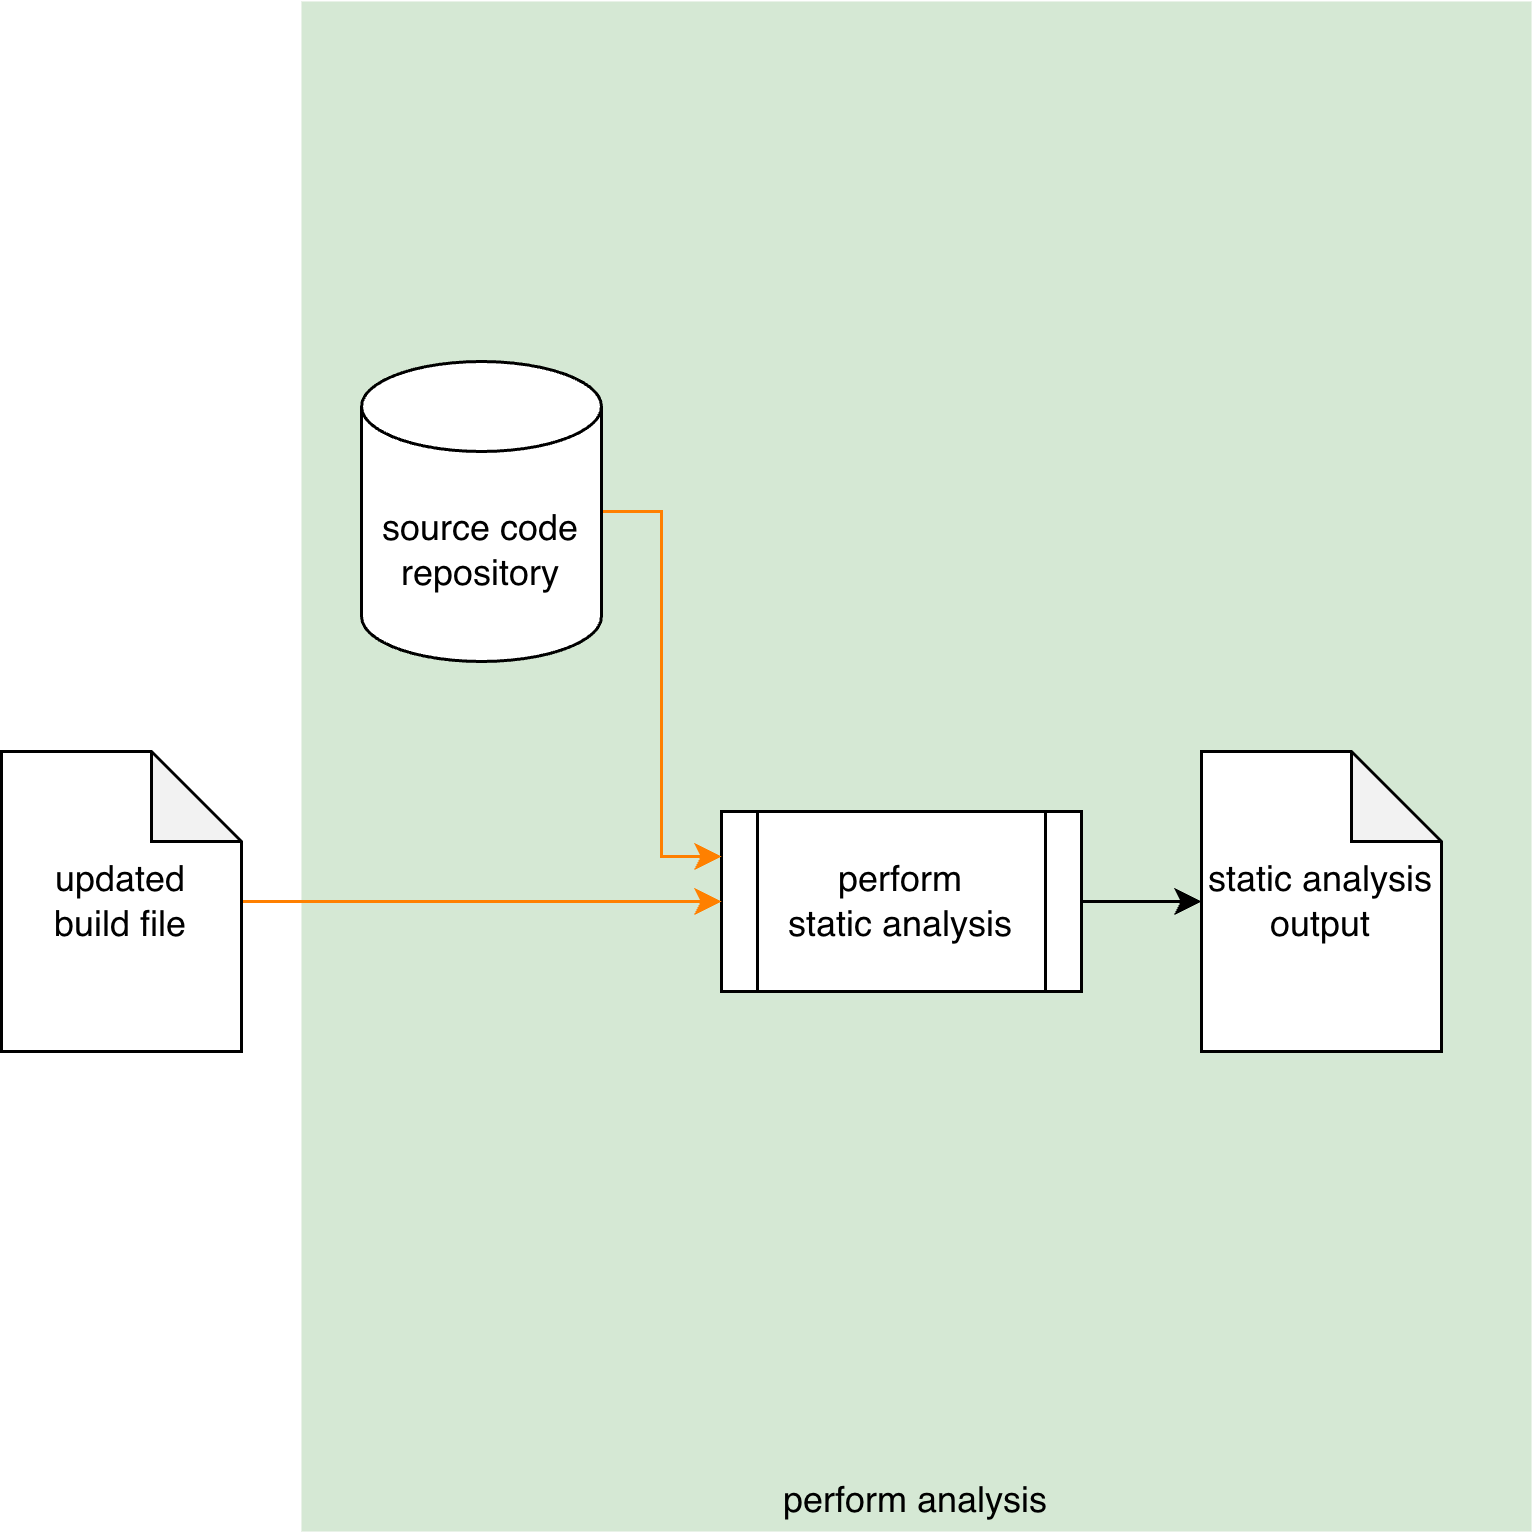 source code
repository
updated
build file
perform
static analysis
static analysis
output
perform analysis